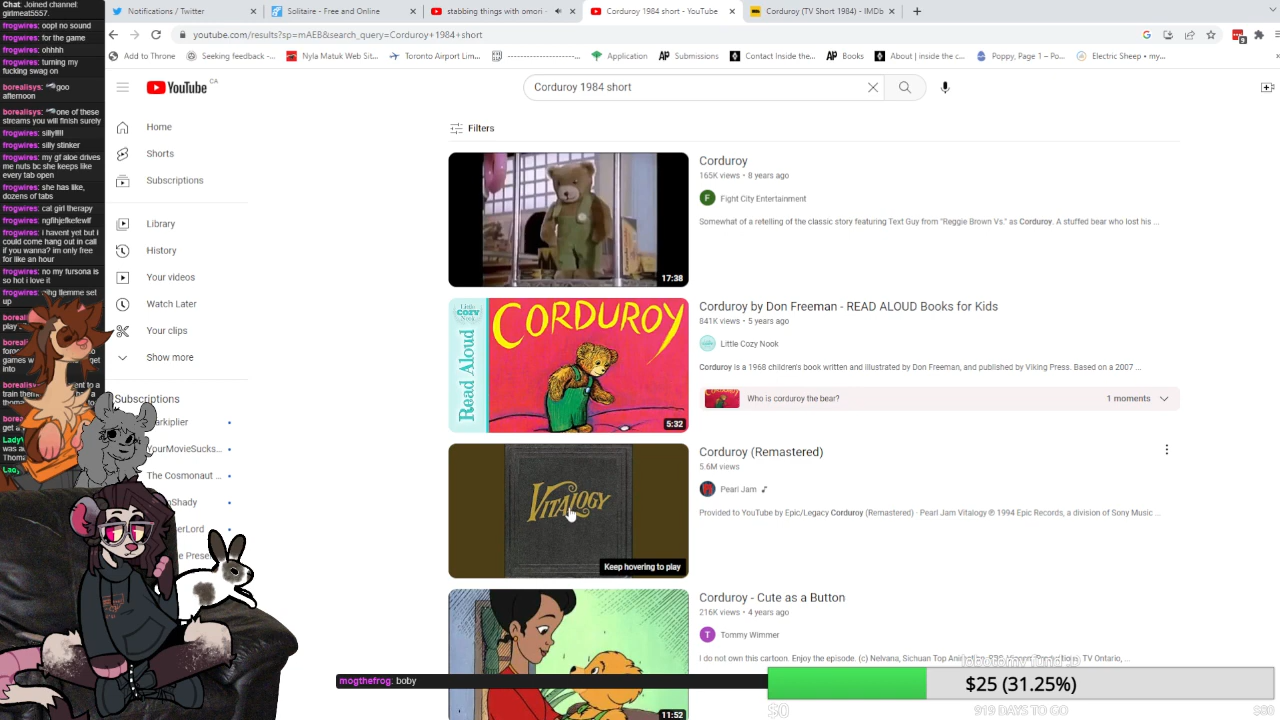 Chat: Joined channel:
girlmeat5557.
frogwires: oopl no sound
frogwires: for the game
frogwires: ohhhh
frogwires: turning my
fucking swag on
borealisys: goo
afternoon
borealisys: one of these
streams you will finish surely
frogwires: silly!!!!
frogwires: silly stinker
frogwires: my gf aloe drives
me nuts bc she keeps like
every tab open
frogwires: she has like,
dozens of tabs
frogwires: cat girl therapy
frogwires: ngfihjefkefewlf
frogwires: i havent yet but i
could come hang out in call
if you wanna? im only free
for like an hour
frogwires: no my fursona is
so hot i love it
up
Notifications / Twitter
Solitaire - Free and Online
stabbing things with omori -
Corduroy 1984 short - YouTube
Corduroy (TV Short 1984) - IMDb
youtube.com/results?sp=mAEB&search_query=Corduroy+1984+short
Add to Throne
Seeking feedback -...
Nyla Matuk Web Sit...
Toronto Airport Lim...
Application
Submissions
Contact Inside the...
Books
About | inside the c...
Poppy, Page 1 – Po...
Electric Sheep • my...
YouTube CA
Corduroy 1984 short
Home
Shorts
Subscriptions
Library
History
Your videos
Watch Later
Your clips
Show more
Subscriptions
arkiplier
YourMovieSucks...
The Cosmonaut ...
Filters
17:38
Corduroy
165K views • 8 years ago
F Fight City Entertainment
Somewhat of a retelling of the classic story featuring Text Guy from "Reggie Brown Vs." as Corduroy. A stuffed bear who lost his ...
Little Cozy Nook
Read Aloud
CORDUROY
5:32
Corduroy by Don Freeman - READ ALOUD Books for Kids
841K views • 5 years ago
Little Cozy Nook
Corduroy is a 1968 children's book written and illustrated by Don Freeman, and published by Viking Press. Based on a 2007 ...
Who is corduroy the bear?
1 moments
VITALOGY
Keep hovering to play
Corduroy (Remastered)
5.6M views
Pearl Jam
Provided to YouTube by Epic/Legacy Corduroy (Remastered) · Pearl Jam Vitalogy ℗ 1994 Epic Records, a division of Sony Music ...
11:52
Corduroy - Cute as a Button
216K views • 4 years ago
T Tommy Wimmer
mogthefrog: boby
$25 (31.25%)
$0
919 DAYS TO GO
$80